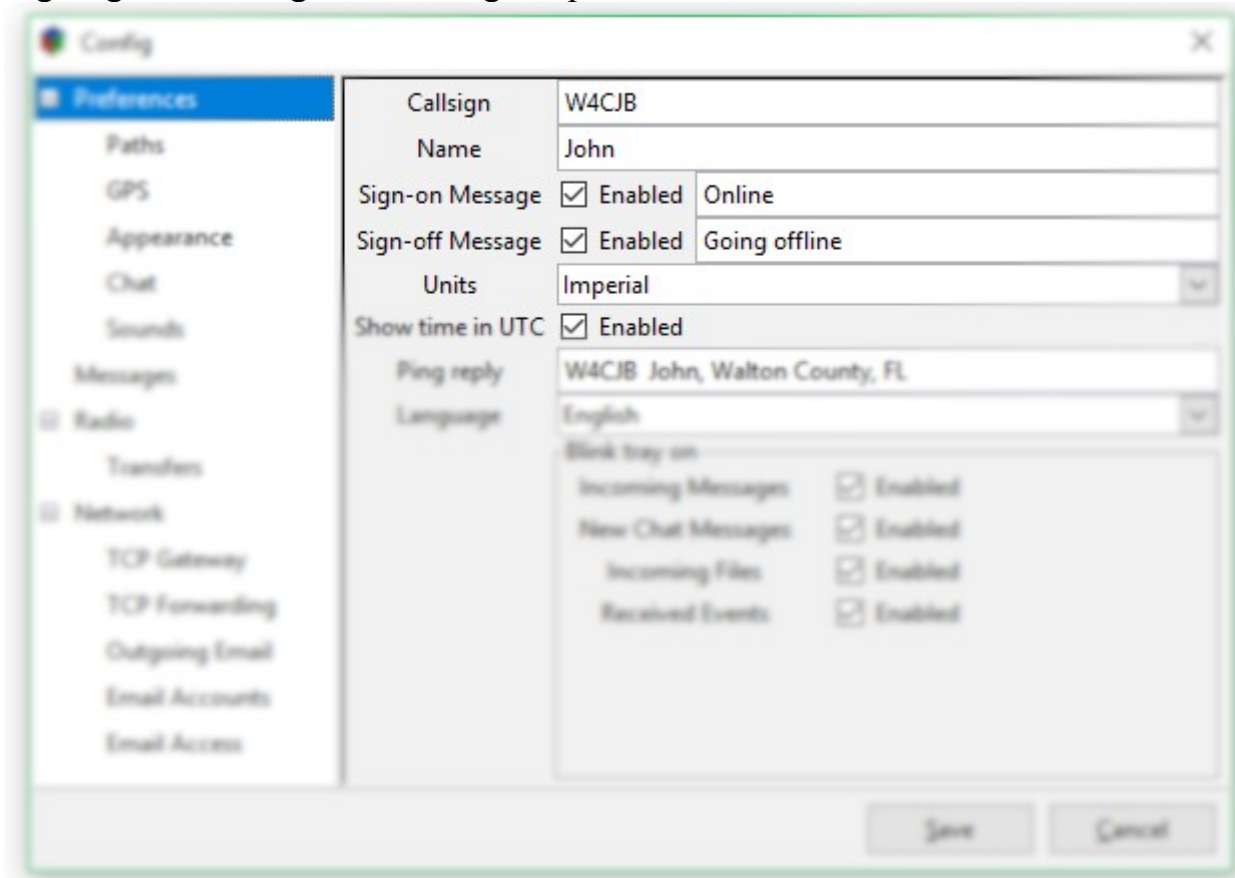 Config
Preferences
Paths
GPS
Appearance
Chat
Sounds
Messages
Radio
Transfers
Network
TCP Gateway
TCP Forwarding
Outgoing Email
Email Accounts
Email Access
Callsign W4CJB
Name John
Sign-on Message Enabled Online
Sign-off Message Enabled Going offline
Units Imperial
Show time in UTC Enabled
Ping reply W4CJB John, Walton County, FL
Language English
Blink tray on
Incoming Messages Enabled
New Chat Messages Enabled
Incoming Files Enabled
Received Events Enabled
Save Cancel